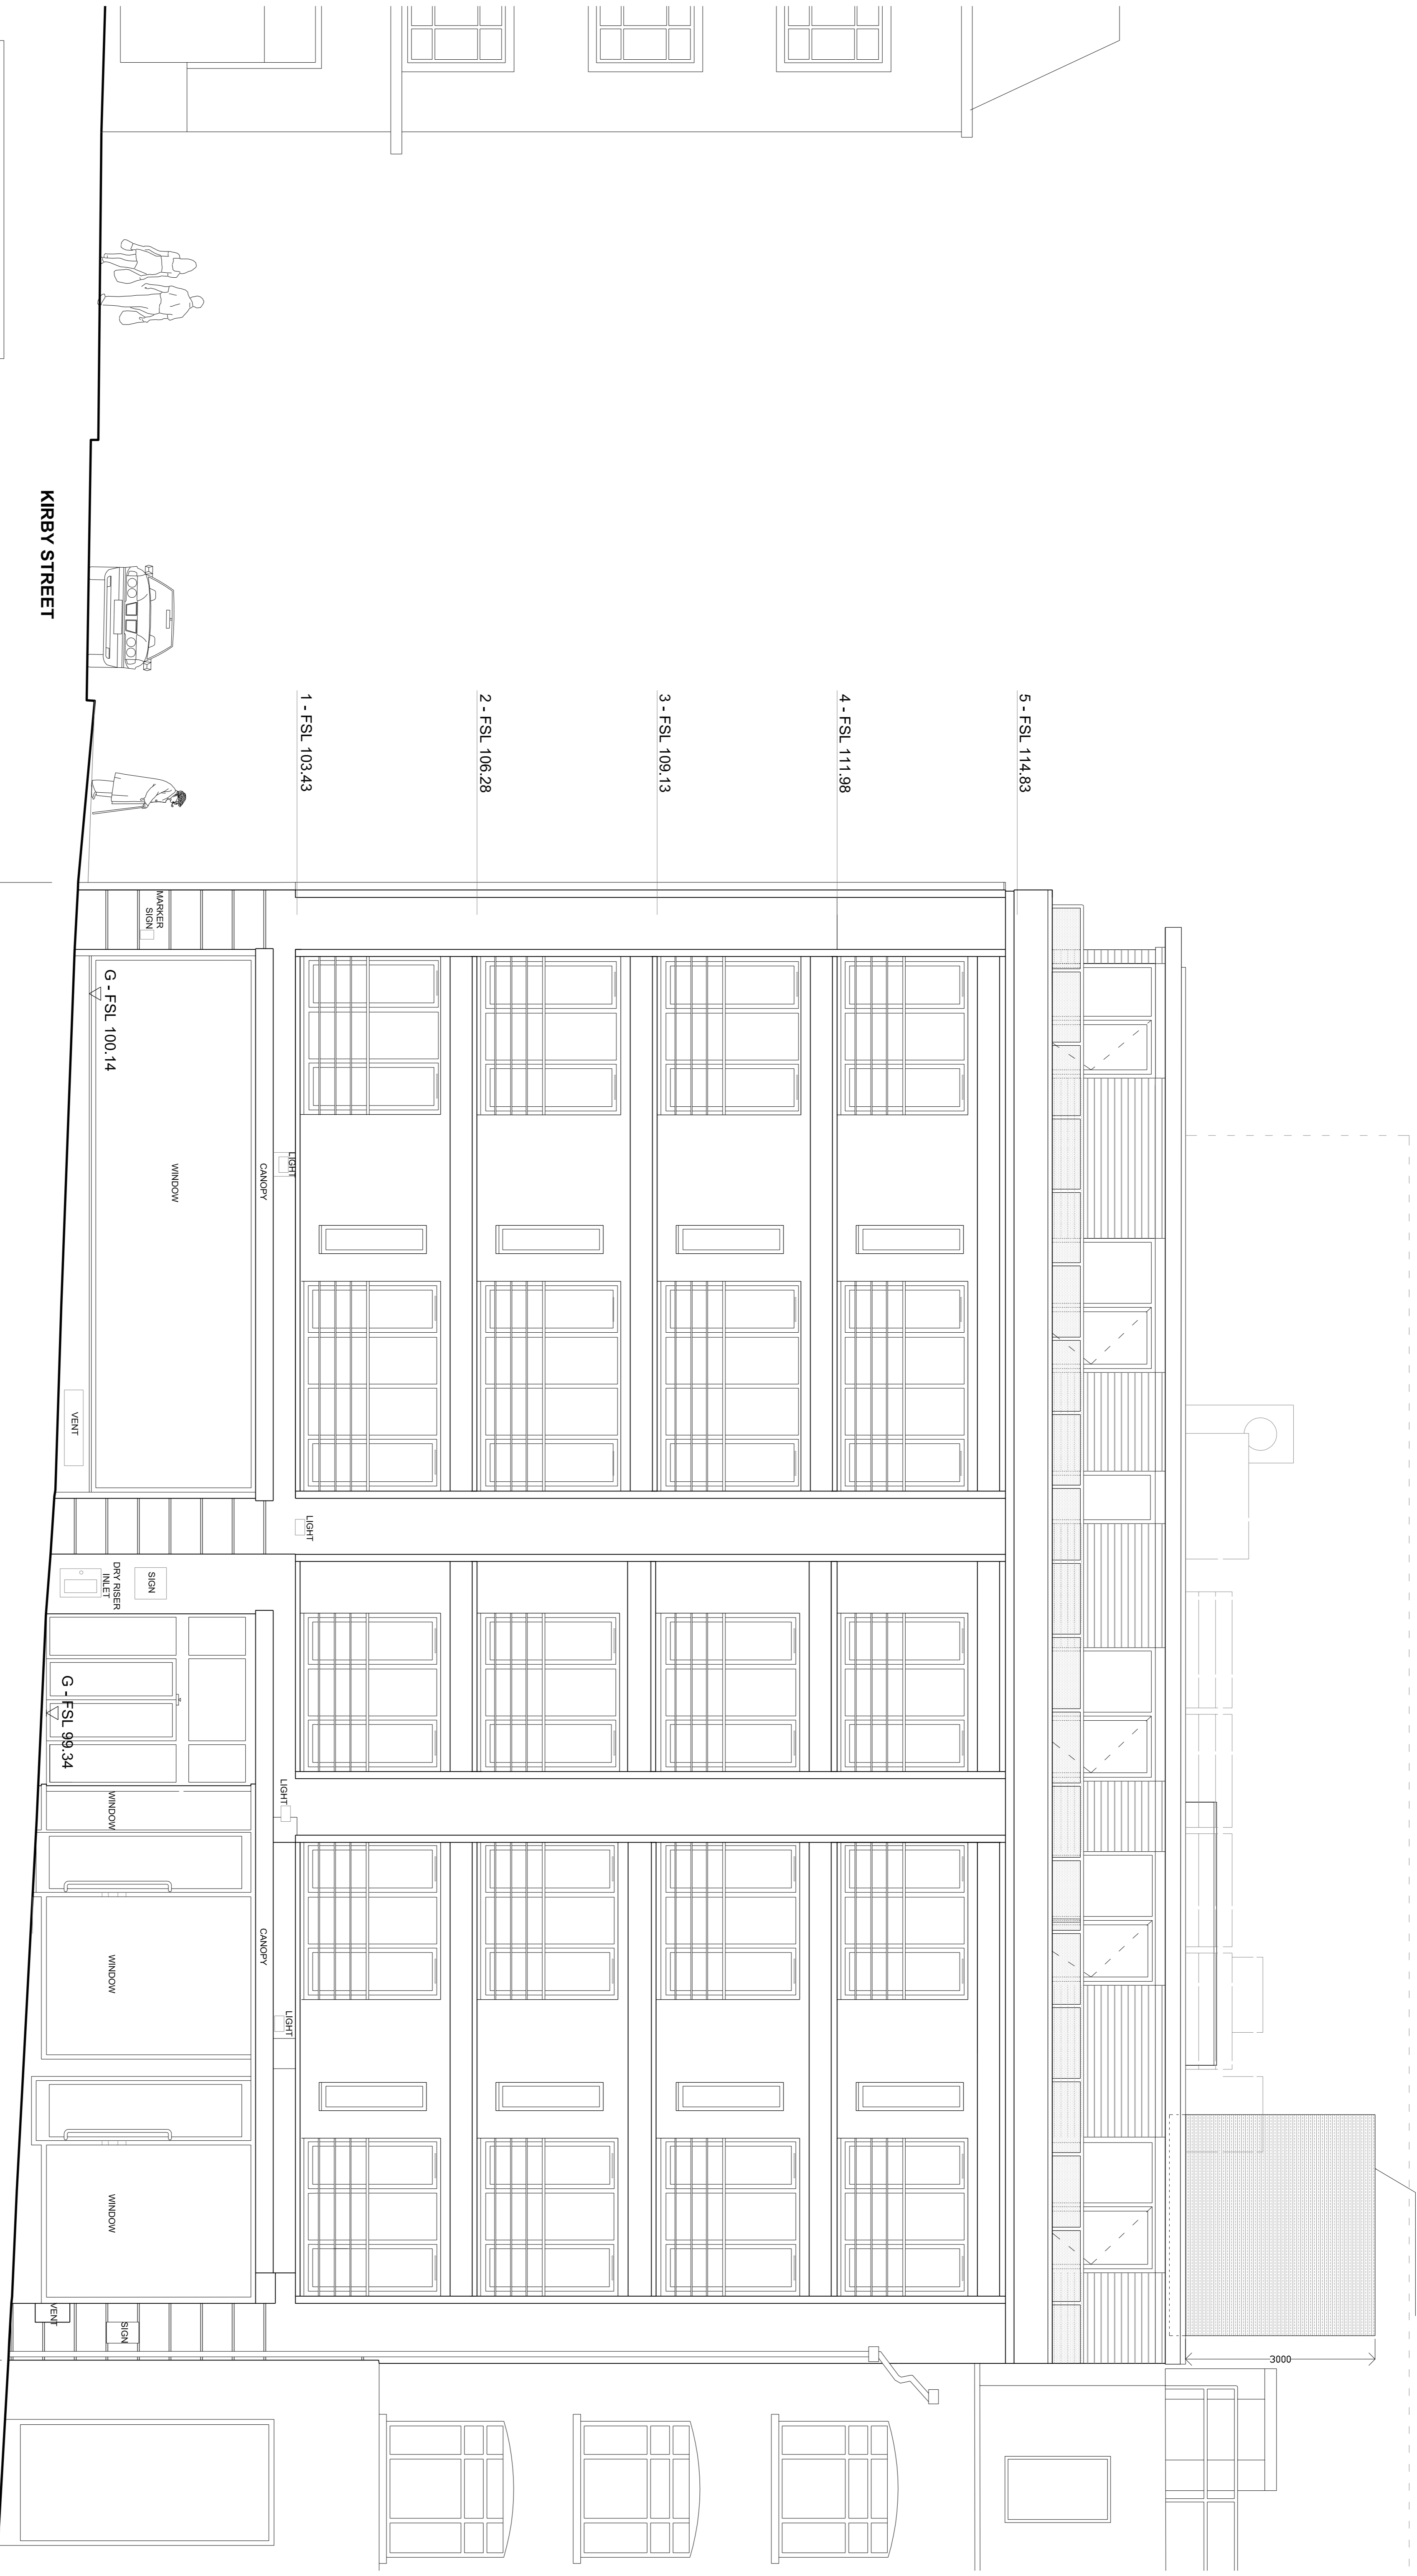 3000
5 - FSL 114.83
4 - FSL 111.98
3 - FSL 109.13
2 - FSL 106.28
1 - FSL 103.43
LIGHT
LIGHT
LIGHT
LIGHT
CANOPY
CANOPY
MARKER
SIGN
WINDOW
G - FSL 100.14
VENT
SIGN
DRY RISER
INLET
G - FSL 99.34
WINDOW
WINDOW
WINDOW
SIGN
VENT
KIRBY STREET